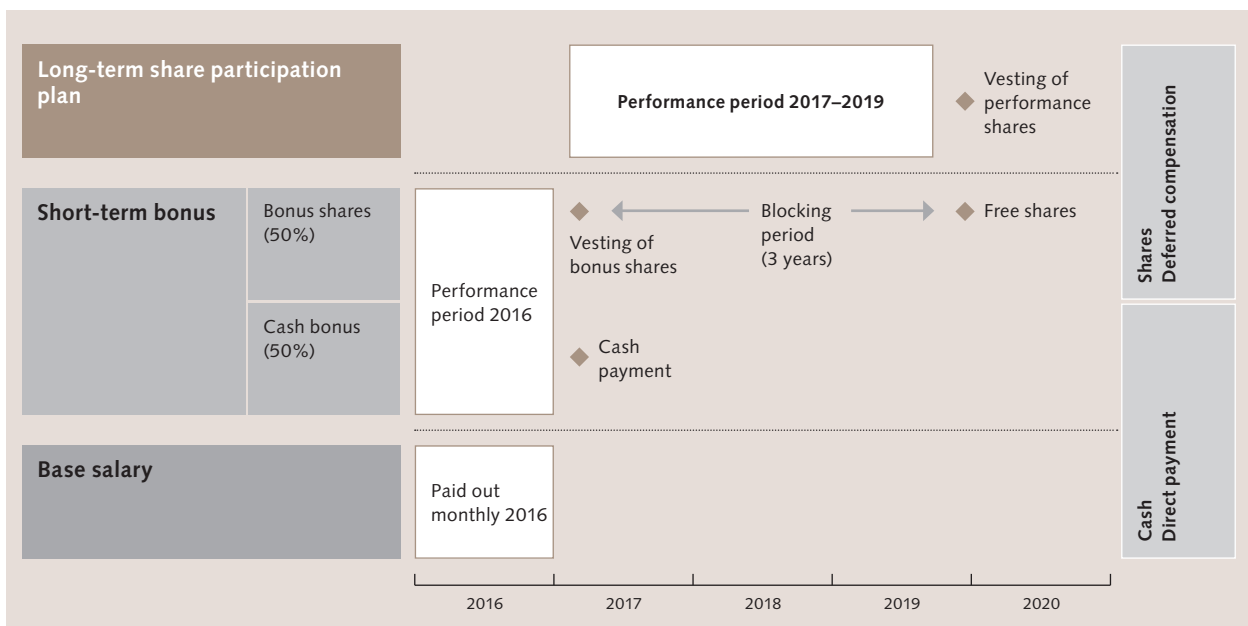 Long-term share participation
plan
Performance period 2017–2019
Vesting of
performance
shares
Shares
Deferred compensation
Short-term bonus
Bonus shares
(50%)
Cash bonus
(50%)
Performance
period 2016
Vesting of
bonus shares
Blocking
period
(3 years)
Free shares
Cash
payment
Cash
Direct payment
Base salary
Paid out
monthly 2016
2016
2017
2018
2019
2020